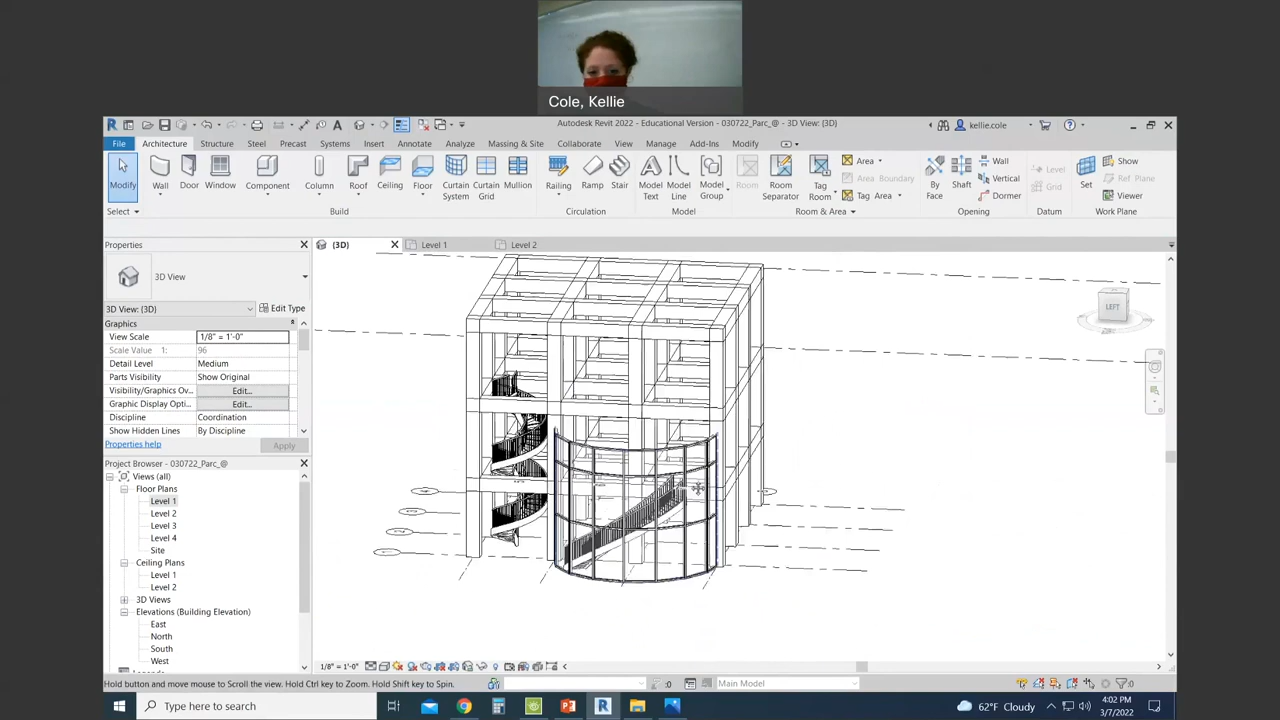 Cole, Kellie
Autodesk Revit 2022 - Educational Version - 030722_Parc_@ - 3D View: {3D}
kellie.cole
File Architecture Structure Steel Precast Systems Insert Annotate Analyze Massing & Site Collaborate View Manage Add-Ins Modify
Modify Wall Door Window Component Column Roof Ceiling Floor Curtain System Curtain Grid Mullion Railing Ramp Stair Model Text Model Line Model Group Room Room Separator Tag Room Area Area Boundary Tag Area By Face Shaft Wall Vertical Dormer Level Grid Set Show Ref Plane Viewer
Select Build Circulation Model Room & Area Opening Datum Work Plane
Properties
{3D} Level 1 Level 2
3D View
3D View: {3D} Edit Type
Graphics
View Scale 1/8" = 1'-0"
Scale Value 1: 96
Detail Level Medium
Parts Visibility Show Original
Visibility/Graphics Ov... Edit...
Graphic Display Opti... Edit...
Discipline Coordination
Show Hidden Lines By Discipline
Properties help Apply
Project Browser - 030722_Parc_@
Views (all)
Floor Plans
Level 1
Level 2
Level 3
Level 4
Site
Ceiling Plans
Level 1
Level 2
3D Views
Elevations (Building Elevation)
East
North
South
West
LEFT
1/8" = 1'-0"
Hold button and move mouse to Scroll the view. Hold Ctrl key to Zoom. Hold Shift key to Spin.
:0 Main Model :0
Type here to search
62°F Cloudy
4:02 PM
3/7/2022